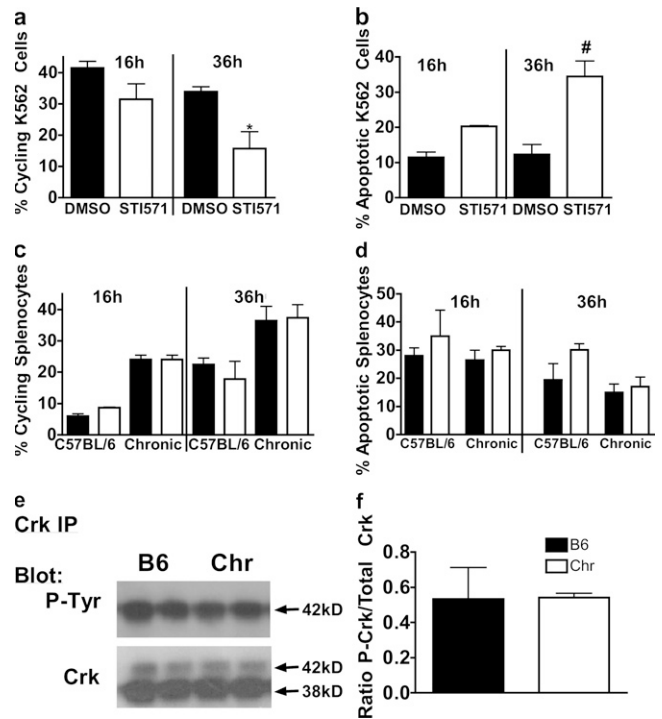 a
% Cycling K562 Cells
40
30
20
10
0
16h
36h
*
DMSO STI571 DMSO STI571
b
% Apoptotic K562 Cells
40
30
20
10
0
16h
36h
#
DMSO STI571 DMSO STI571
c
% Cycling Splenocytes
50
40
30
20
10
0
16h
36h
C57BL/6 Chronic C57BL/6 Chronic
d
% Apoptotic Splenocytes
50
40
30
20
10
0
16h
36h
C57BL/6 Chronic C57BL/6 Chronic
e
Crk IP
Blot:
B6 Chr
P-Tyr
42kD
Crk
42kD
38kD
f
Ratio P-Crk/Total Crk
0.8
0.6
0.4
0.2
0.0
B6
Chr